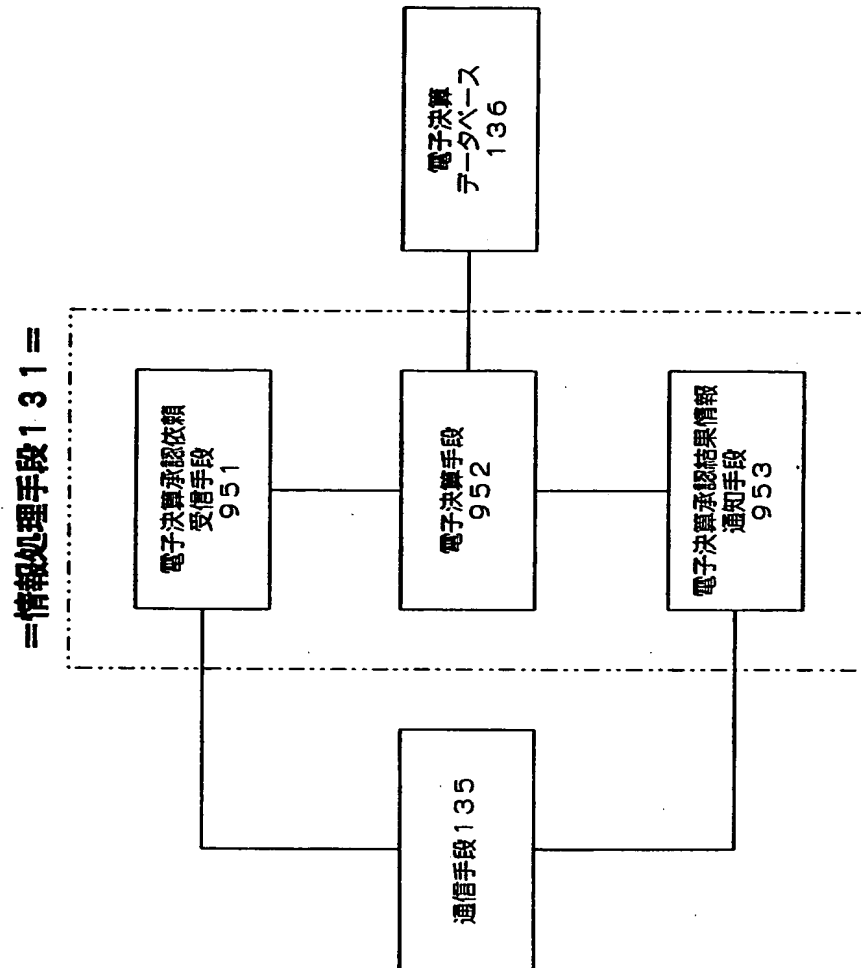 =情報処理手段131=
電子決算承認依頼
受信手段
951
電子決算手段
952
電子決算承認結果情報
通知手段
953
通信手段135
電子決算
データベース
136